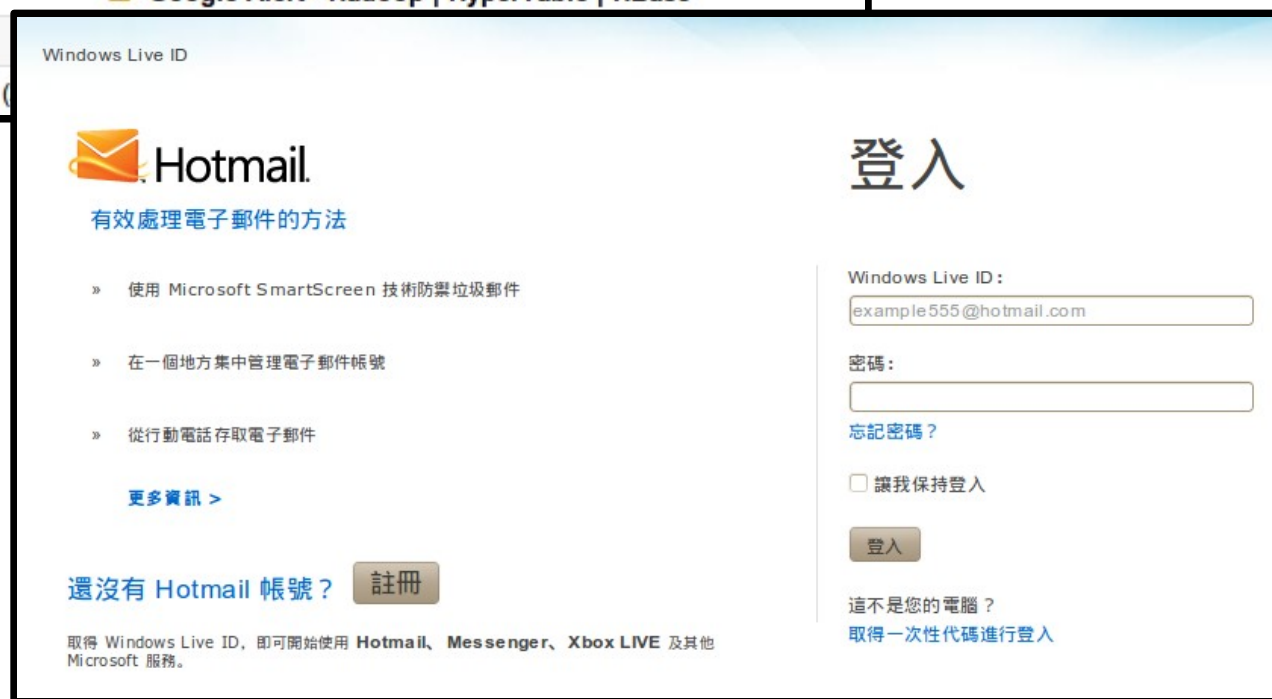 Windows Live ID
Hotmail.
有效處理電子郵件的方法
» 使用 Microsoft SmartScreen 技術防禦垃圾郵件
» 在一個地方集中管理電子郵件帳號
» 從行動電話存取電子郵件
更多資訊 >
還沒有 Hotmail 帳號？ 註冊
取得 Windows Live ID, 即可開始使用 Hotmail、 Messenger、Xbox LIVE 及其他
Microsoft 服務。
登入
Windows Live ID：
example555@hotmail.com
密碼：
忘記密碼？
讓我保持登入
登入
這不是您的電腦？
取得一次性代碼進行登入